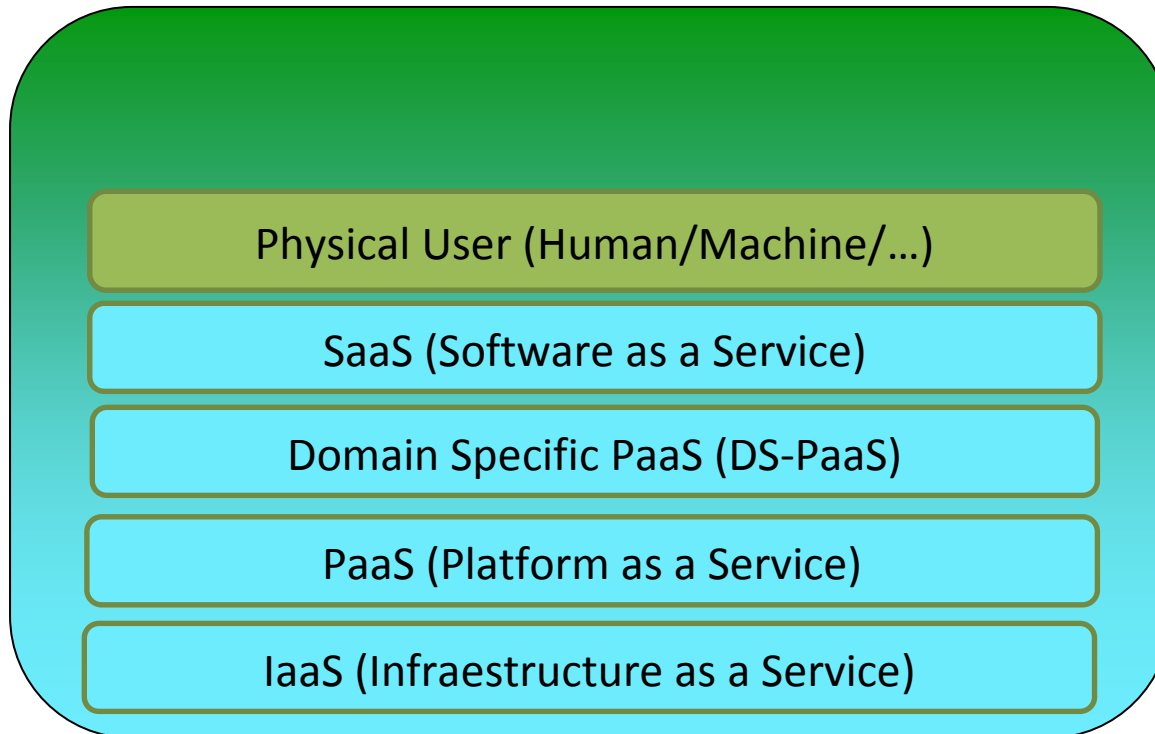 Physical User (Human/Machine/…)
SaaS (Software as a Service)
Domain Specific PaaS (DS-PaaS)
PaaS (Platform as a Service)
IaaS (Infraestructure as a Service)